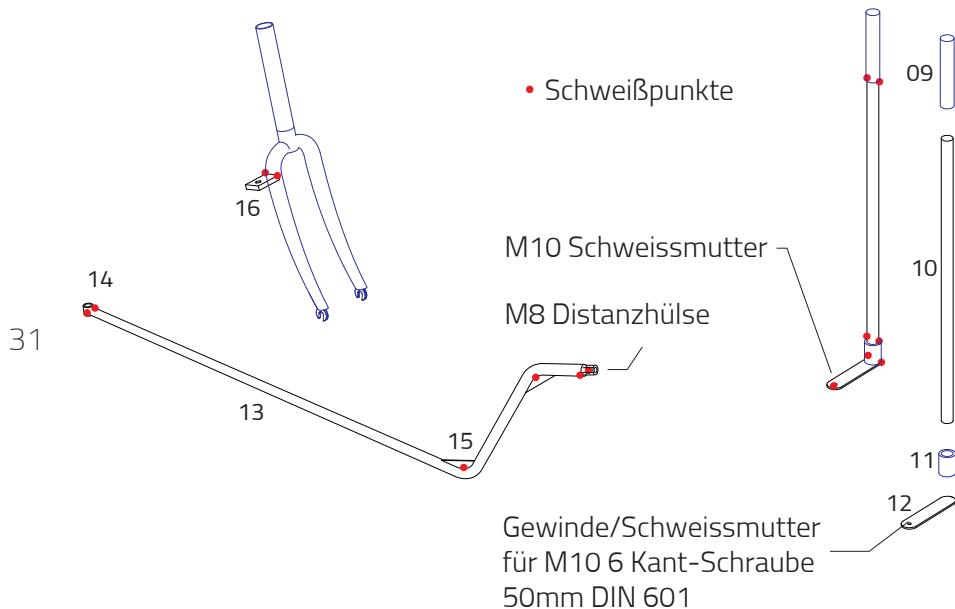 09
• Schweißpunkte
16
M10 Schweissmutter
10
14
M8 Distanzhülse
31
13
15
11
12
Gewinde/Schweissmutter
für M10 6 Kant-Schraube
50mm DIN 601